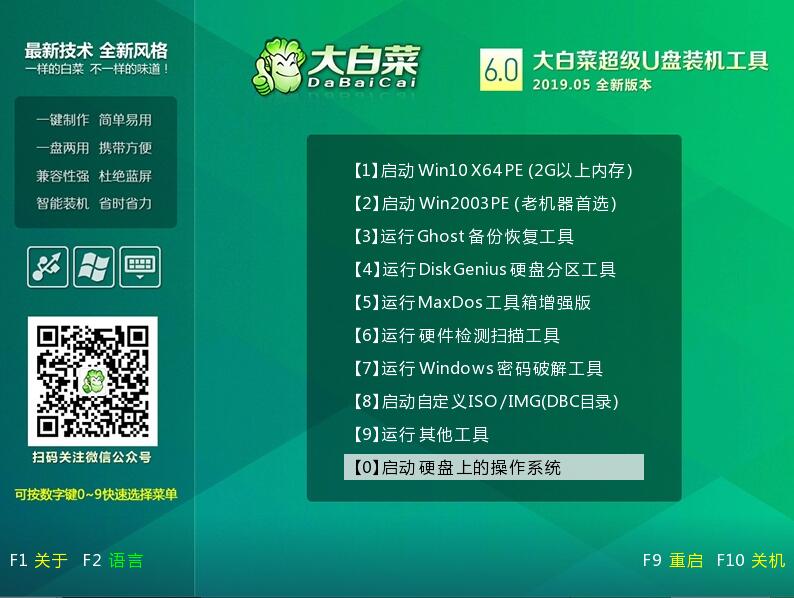 最新技术 全新风格
一样的白菜 不一样的味道！
大白菜
DaBaiCai
6.0
大白菜超级U盘装机工具
2019.05 全新版本
一键制作 简单易用
一盘两用 携带方便
兼容性强 杜绝蓝屏
智能装机 省时省力
【1】启动 Win10 X64 PE (2G以上内存)
【2】启动 Win2003PE (老机器首选)
【3】运行 Ghost 备份恢复工具
【4】运行 DiskGenius 硬盘分区工具
【5】运行 MaxDos 工具箱增强版
【6】运行 硬件检测扫描工具
【7】运行 Windows 密码破解工具
【8】启动自定义ISO/IMG(DBC目录)
【9】运行 其他工具
【0】启动 硬盘上的操作系统
扫码关注微信公众号
可按数字键0~9快速选择菜单
F1 关于 F2 语言
F9 重启 F10 关机